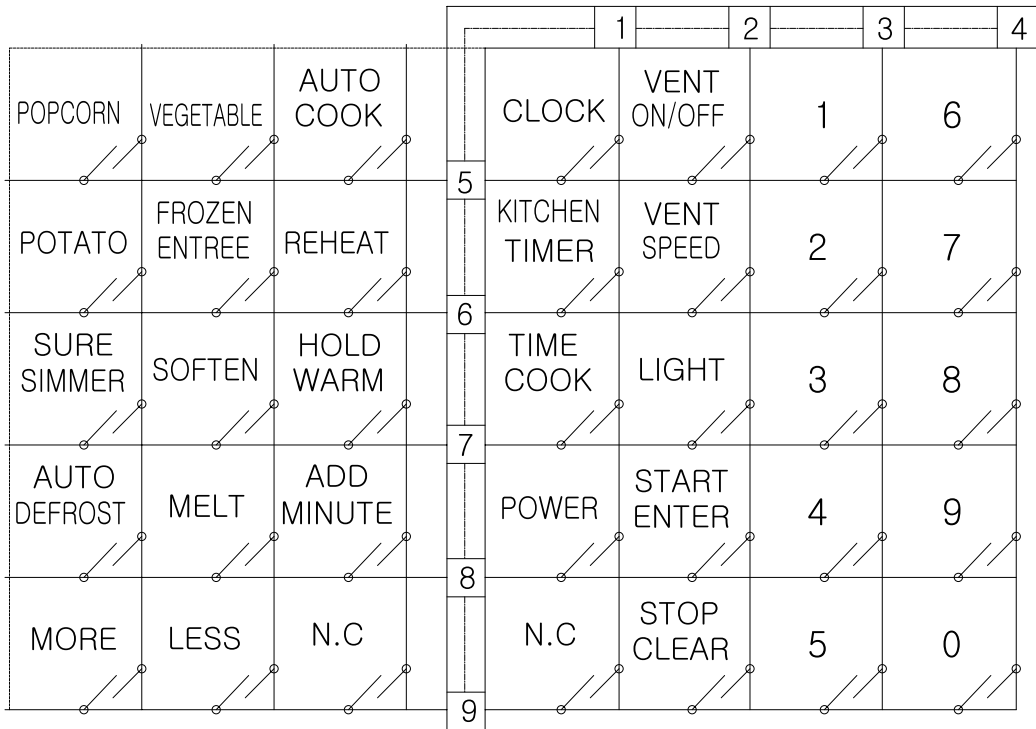 1 2 3 4
POPCORN VEGETABLE AUTO COOK CLOCK VENT ON/OFF 1 6
5
POTATO FROZEN ENTREE REHEAT KITCHEN TIMER VENT SPEED 2 7
6
SURE SIMMER SOFTEN HOLD WARM TIME COOK LIGHT 3 8
7
AUTO DEFROST MELT ADD MINUTE POWER START ENTER 4 9
8
MORE LESS N.C N.C STOP CLEAR 5 0
9